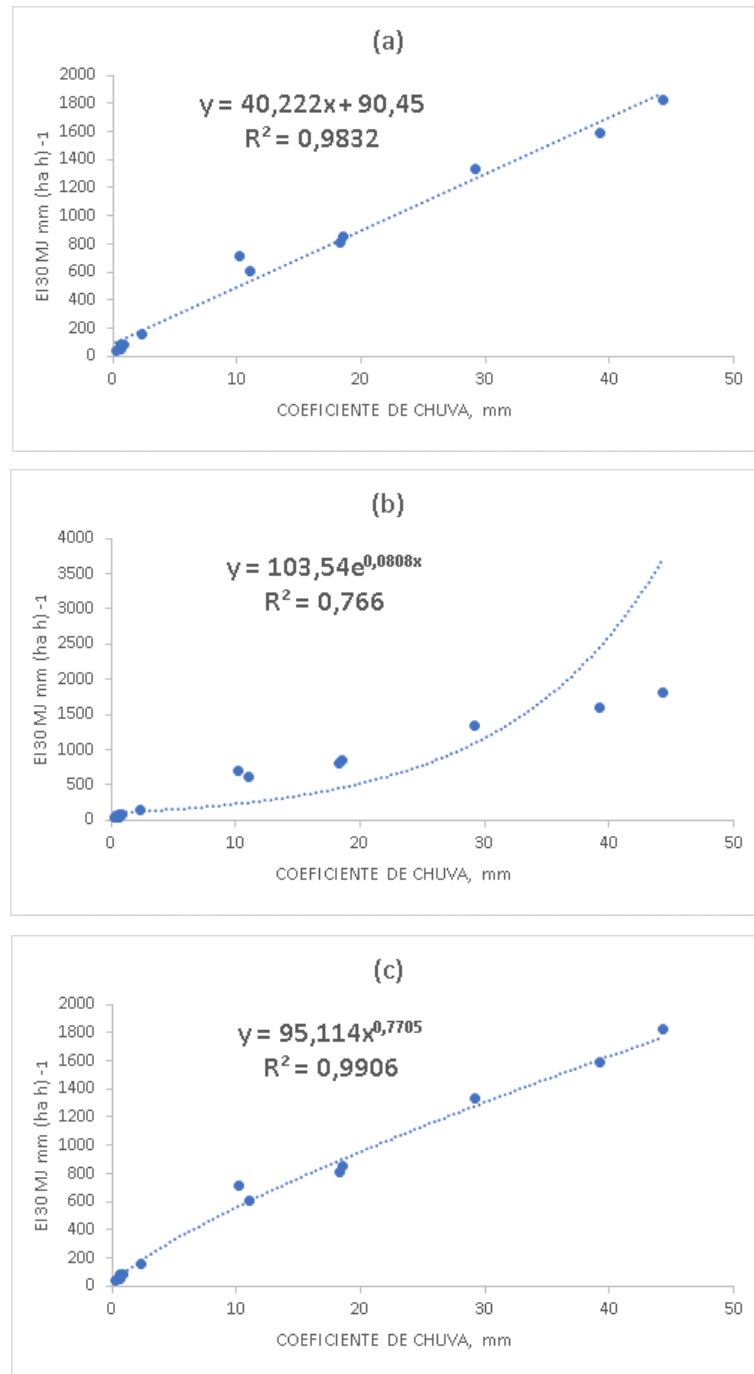 (a)
y = 40,222x + 90,45
R² = 0,9832
EI30 MJ mm (ha h) -1
2000
1800
1600
1400
1200
1000
800
600
400
200
0
0 10 20 30 40 50
COEFICIENTE DE CHUVA, mm
(b)
y = 103,54e^0,0808x
R² = 0,766
EI30 MJ mm (ha h) -1
4000
3500
3000
2500
2000
1500
1000
500
0
0 10 20 30 40 50
COEFICIENTE DE CHUVA, mm
(c)
y = 95,114x^0,7705
R² = 0,9906
EI30 MJ mm (ha h) -1
2000
1800
1600
1400
1200
1000
800
600
400
200
0
0 10 20 30 40 50
COEFICIENTE DE CHUVA, mm